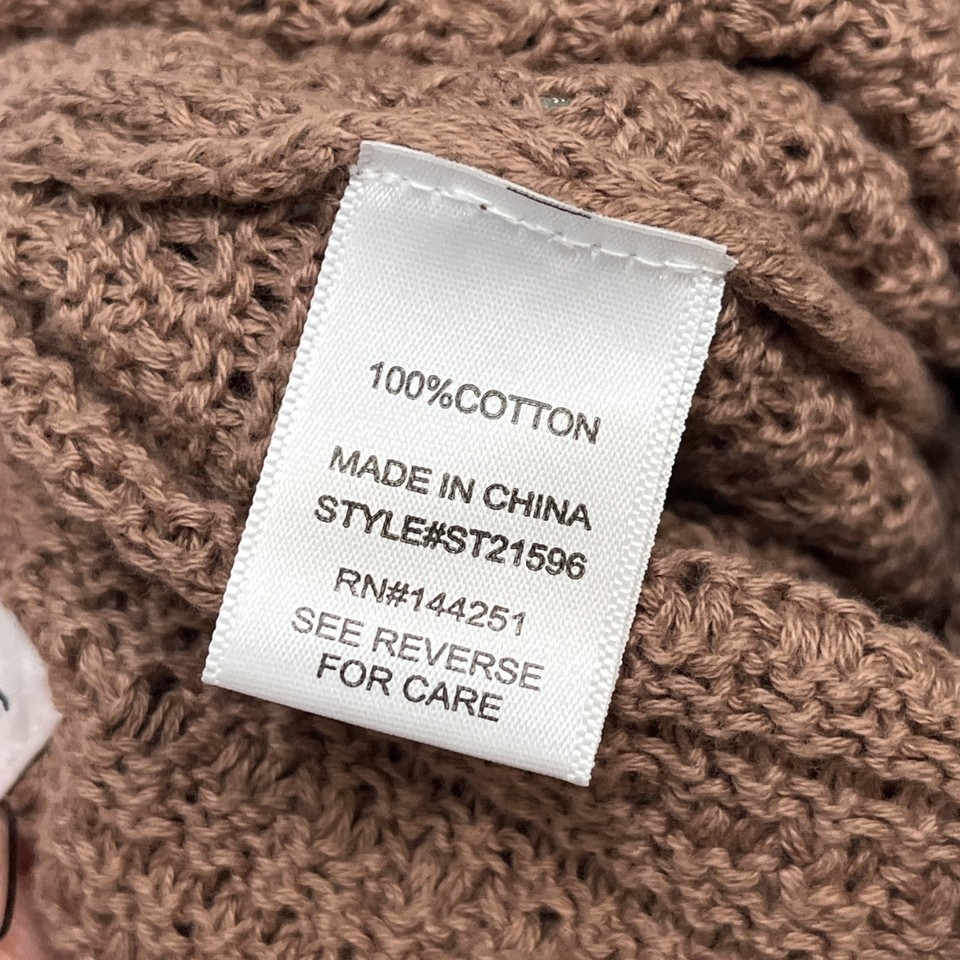 100%COTTON
MADE IN CHINA
STYLE#ST21596
RN#144251
SEE REVERSE
FOR CARE